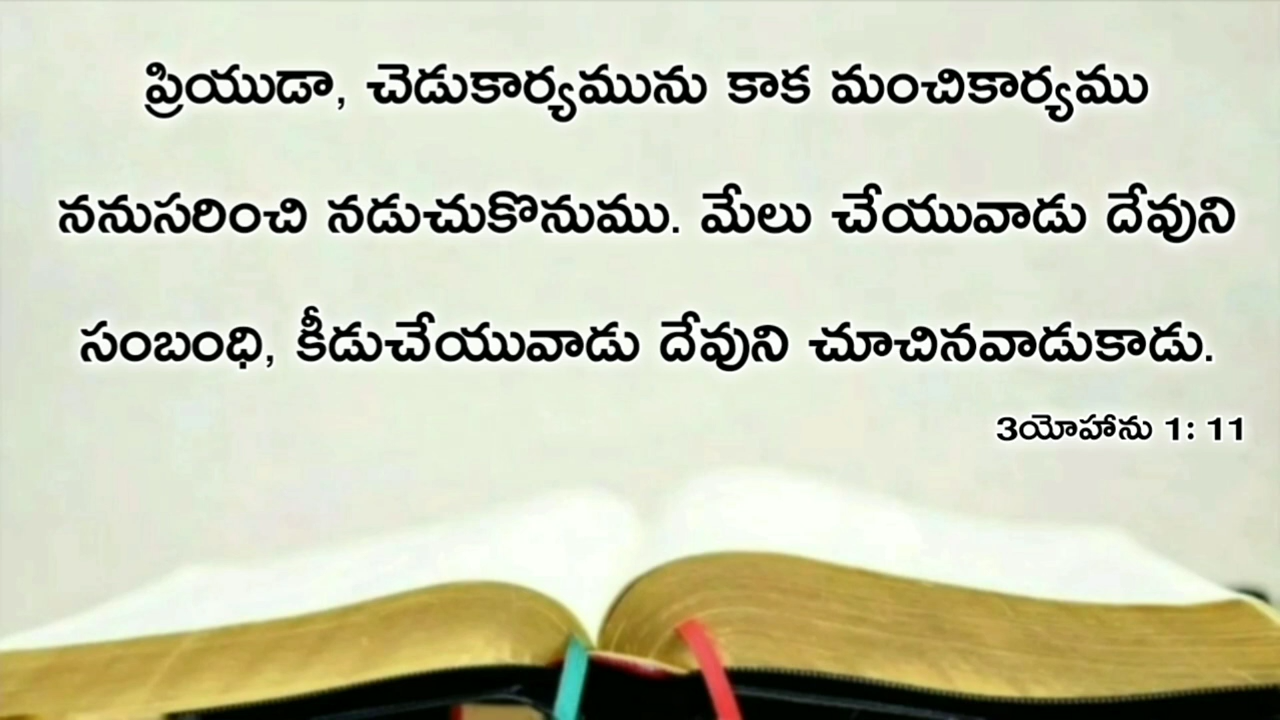 ప్రియుడా, చెడుకార్యమును కాక మంచికార్యము
ననుసరించి నడుచుకొనుము. మేలు చేయువాడు దేవుని
సంబంధి, కీడుచేయువాడు దేవుని చూచినవాడుకాడు.
3యోహాను 1: 11